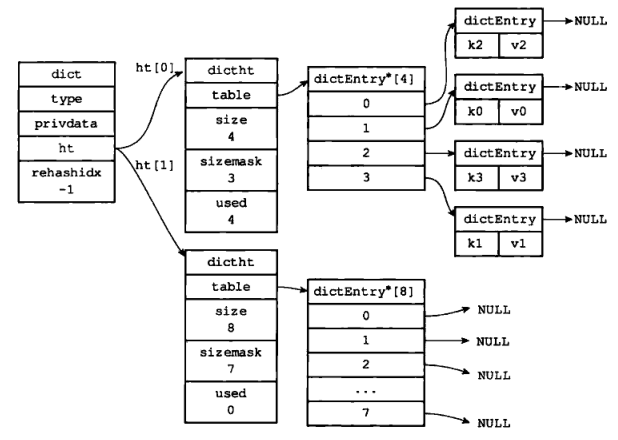 dict
type
privdata
ht
rehashidx
-1
ht[0]
ht[1]
dictht
table
size
4
sizemask
3
used
4
dictEntry*[4]
0
1
2
3
dictEntry
k2 v2
NULL
dictEntry
k0 v0
NULL
dictEntry
k3 v3
NULL
dictEntry
k1 v1
NULL
dictht
table
size
8
sizemask
7
used
0
dictEntry*[8]
0
1
2
...
7
NULL
NULL
NULL
NULL